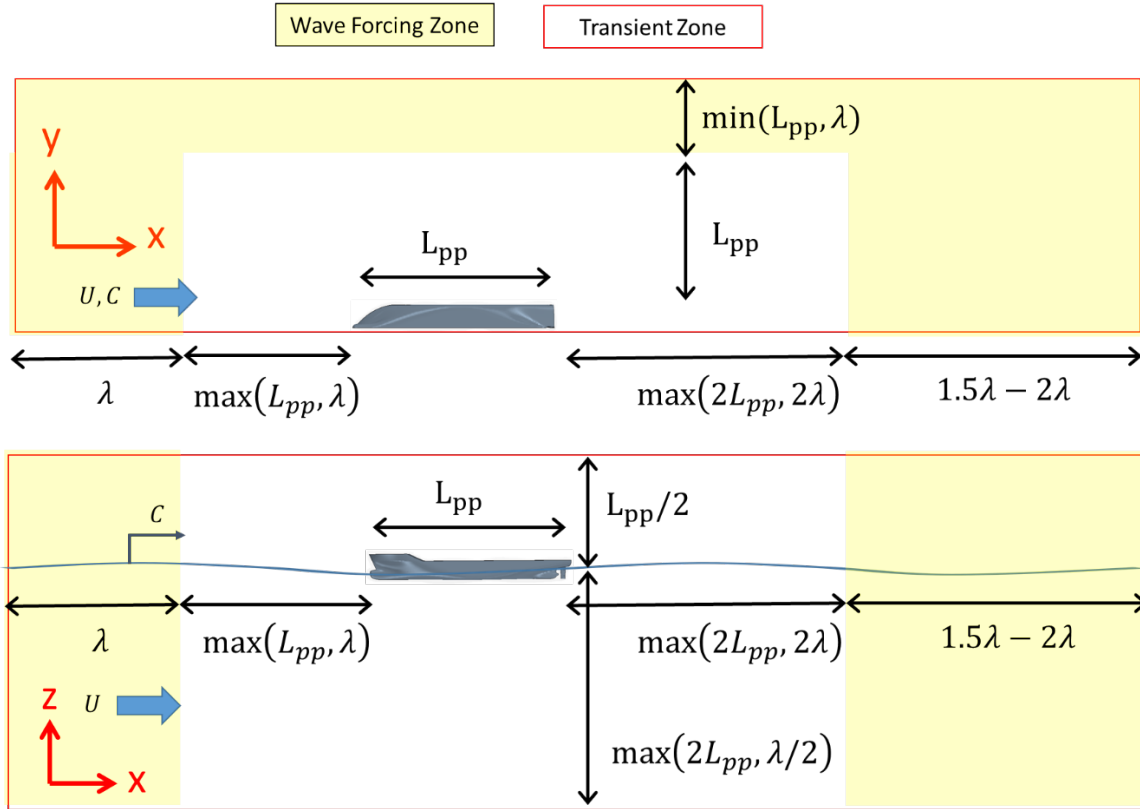 Wave Forcing Zone
Transient Zone
min(Lₚₚ, λ)
y
x
Lₚₚ
Lₚₚ
U, C
λ
max(Lₚₚ, λ)
max(2Lₚₚ, 2λ)
1.5λ − 2λ
Lₚₚ
Lₚₚ/2
C
λ
max(Lₚₚ, λ)
max(2Lₚₚ, 2λ)
1.5λ − 2λ
z
U
x
max(2Lₚₚ, λ/2)